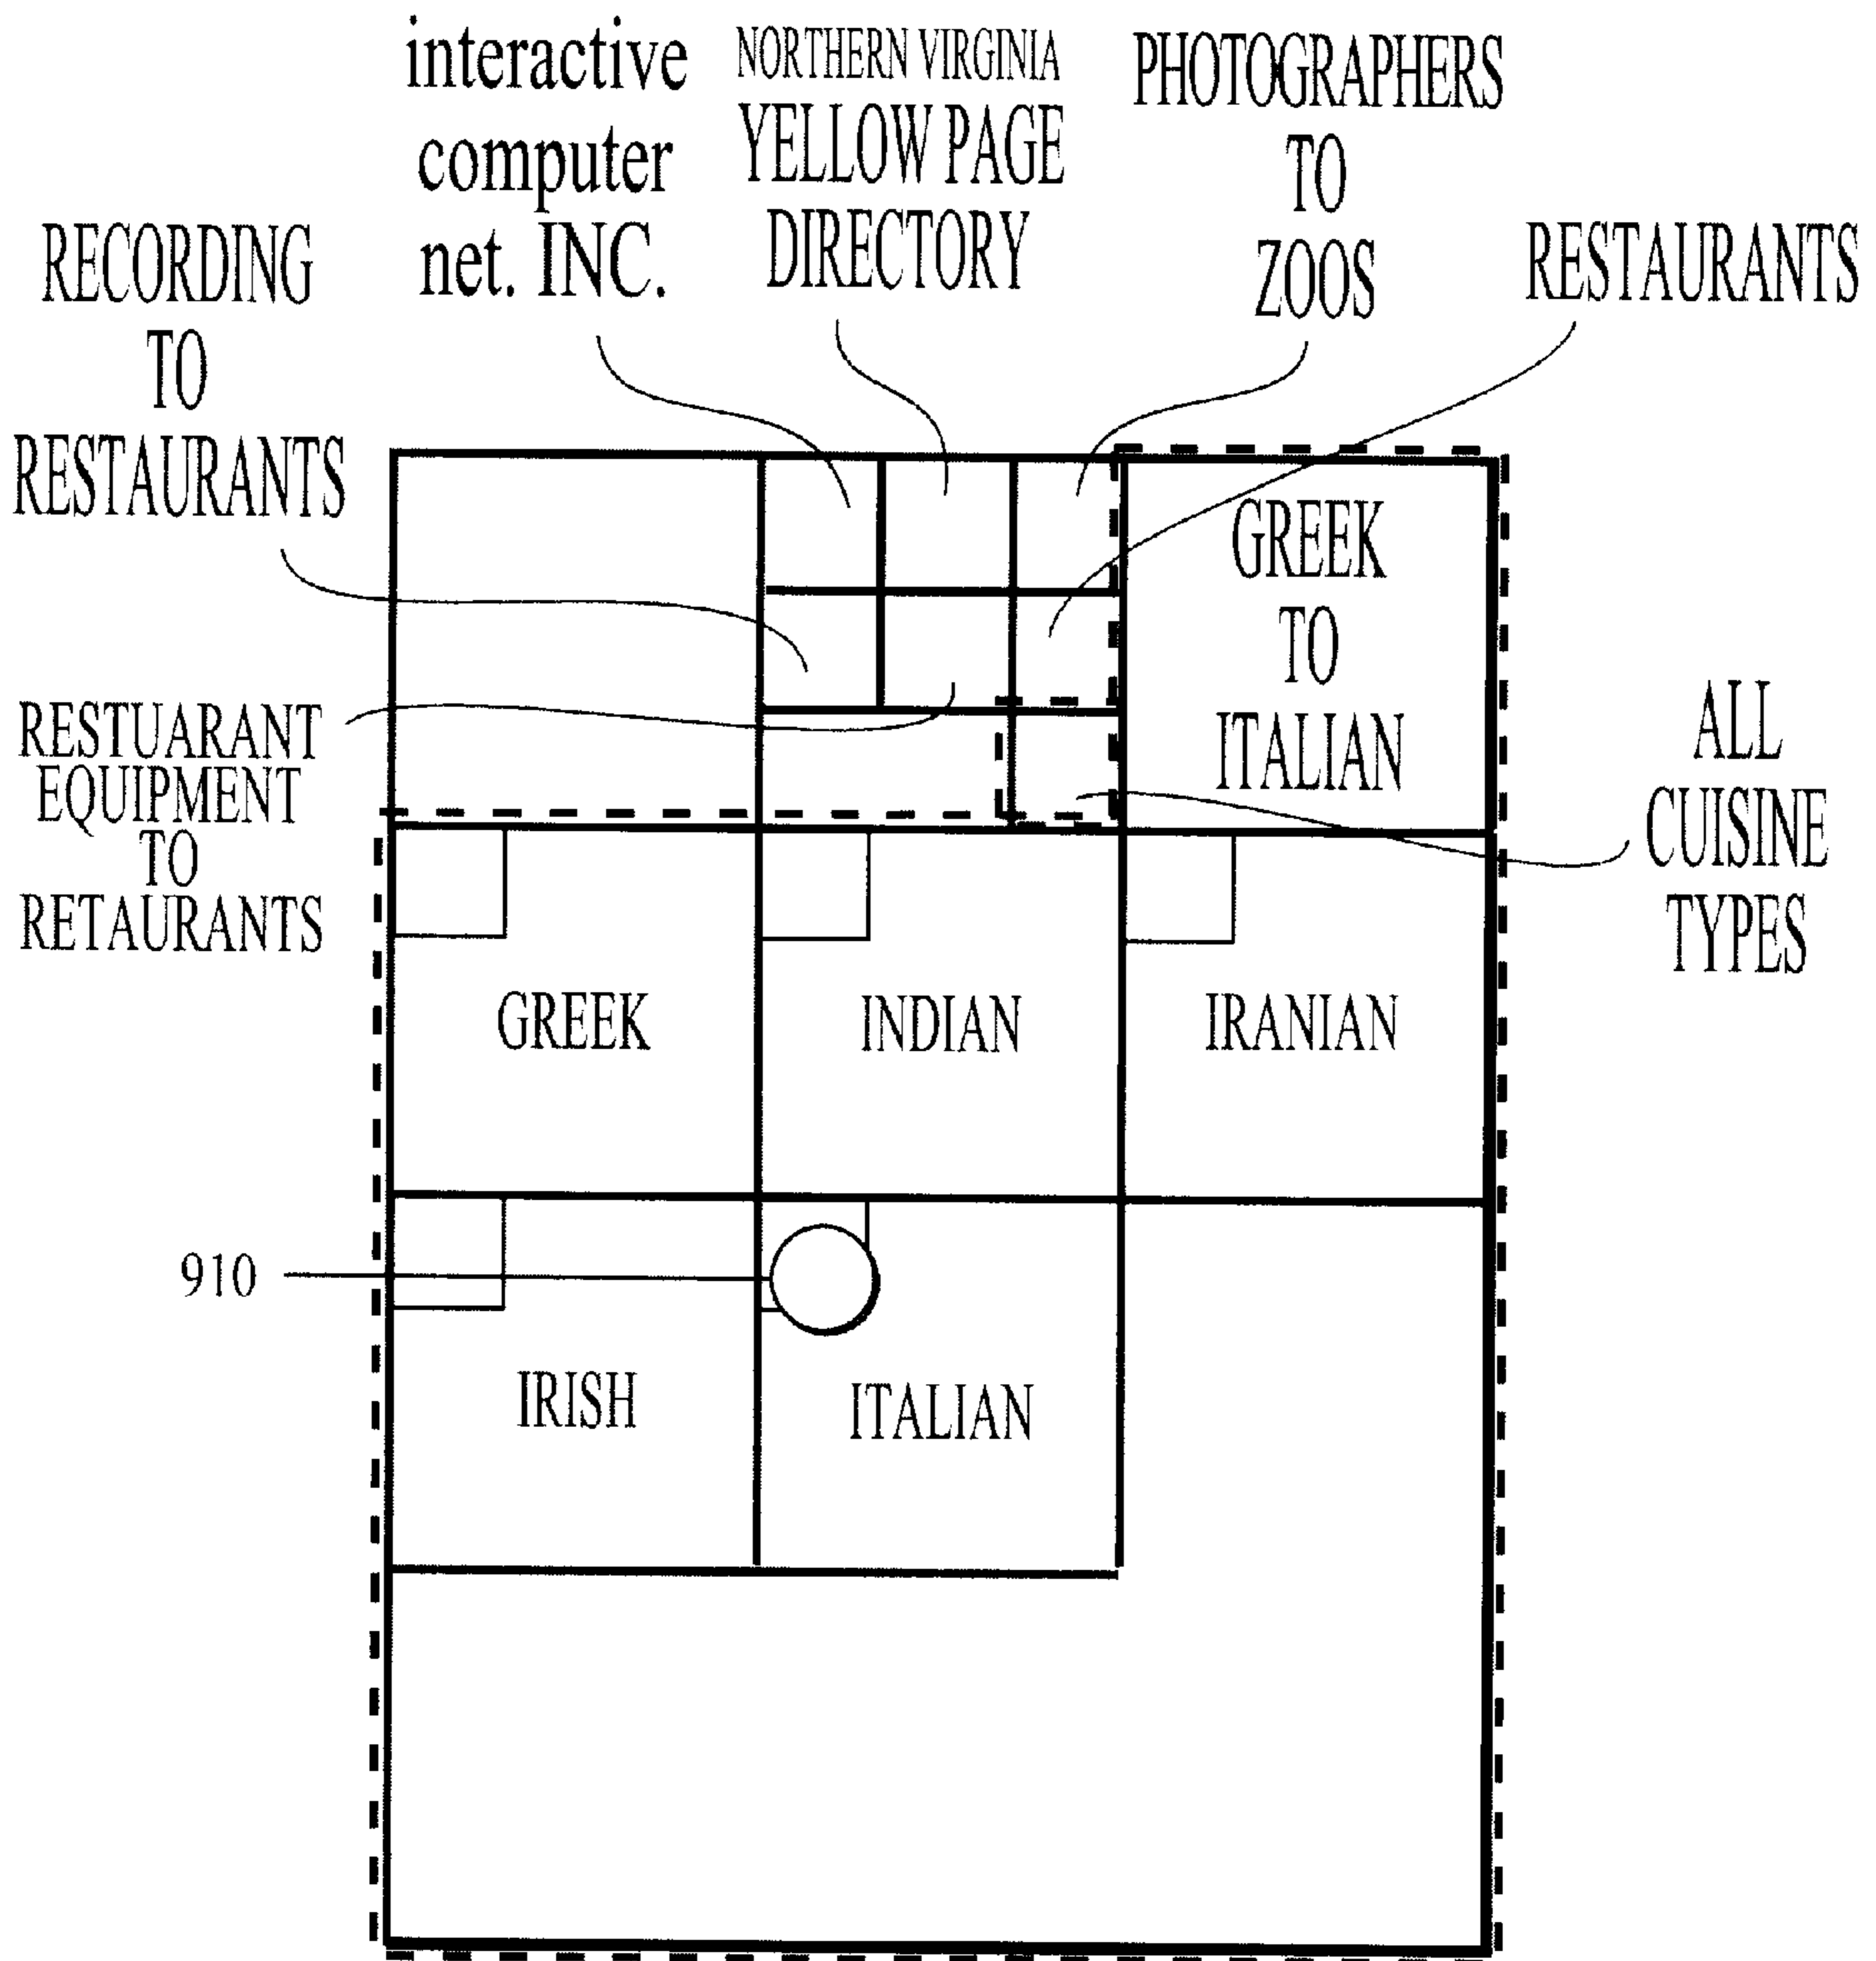 interactive
computer
net. INC.
NORTHERN VIRGINIA
YELLOW PAGE
DIRECTORY
PHOTOGRAPHERS
TO
ZOOS
RESTAURANTS
RECORDING
TO
RESTAURANTS
RESTUARANT
EQUIPMENT
TO
RETAURANTS
GREEK
TO
ITALIAN
ALL
CUISINE
TYPES
GREEK
INDIAN
IRANIAN
910
IRISH
ITALIAN